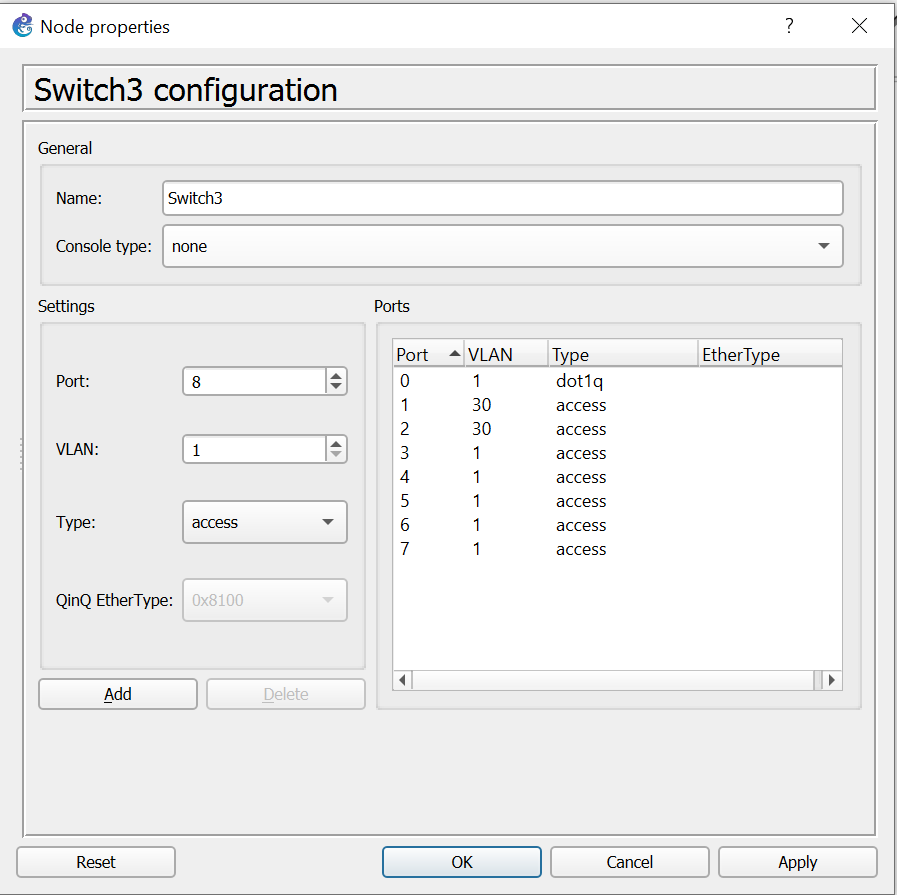 Node properties
?
Switch3 configuration
General
Name: Switch3
Console type: none
Settings
Port: 8
VLAN: 1
Type: access
QinQ EtherType: 0x8100
Add Delete
Ports
Port VLAN Type EtherType
0 1 dot1q
1 30 access
2 30 access
3 1 access
4 1 access
5 1 access
6 1 access
7 1 access
Reset OK Cancel Apply